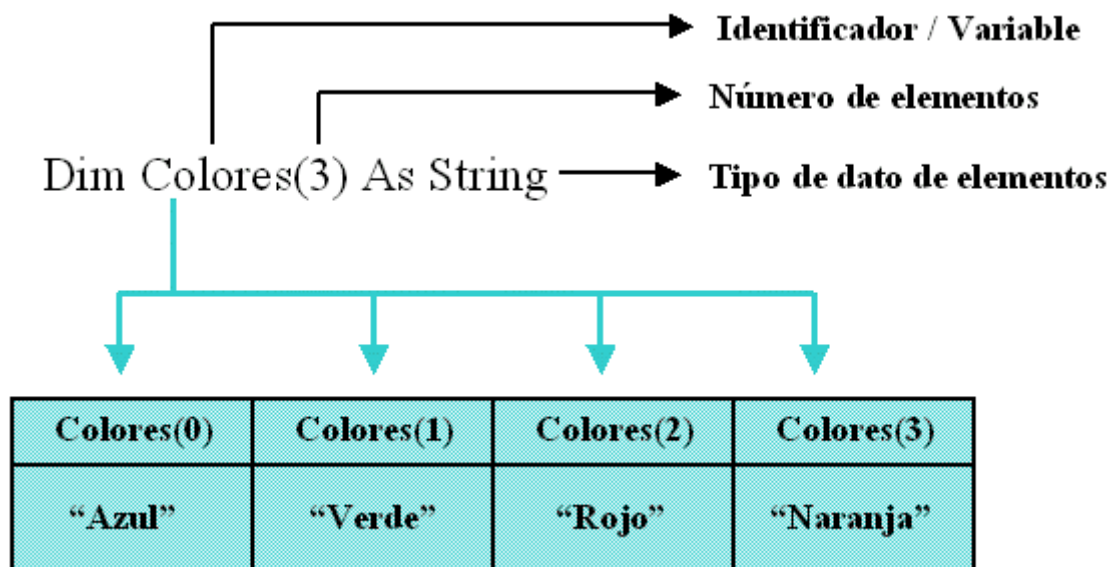 Identificador / Variable
Número de elementos
Dim Colores(3) As String
Tipo de dato de elementos
Colores(0) Colores(1) Colores(2) Colores(3)
“Azul” “Verde” “Rojo” “Naranja”